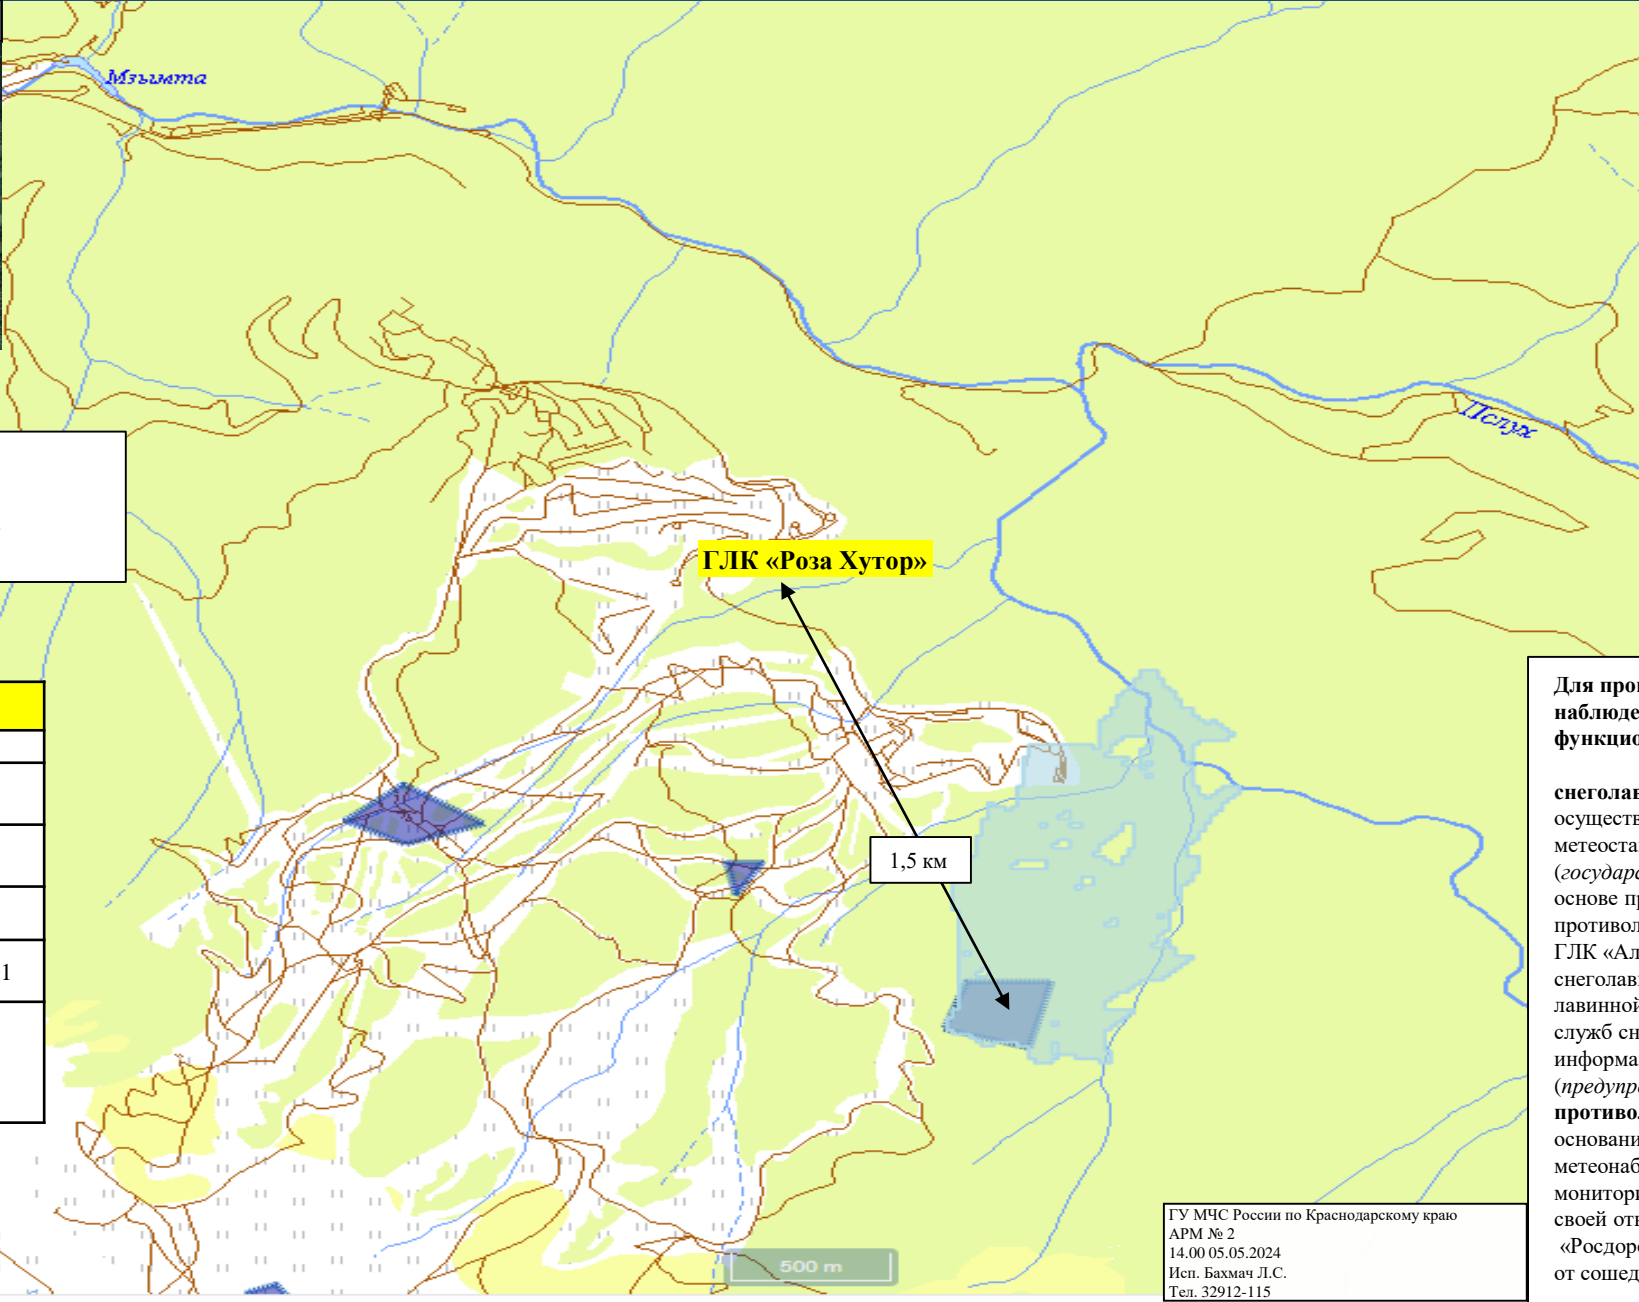 Мзымта
Пслух
ГЛК «Роза Хутор»
1,5 км
1
500 m
Для про
наблюде
функцио
снеголав
осуществ
метеоста
(государ
основе пр
противол
ГЛК «Ал
снеголав
лавинной
служб сн
информа
(предупр
противол
основани
метеонаб
монитори
своей отв
«Росдор
от сошед
ГУ МЧС России по Краснодарскому краю
АРМ № 2
14.00 05.05.2024
Исп. Бахмач Л.С.
Тел. 32912-115